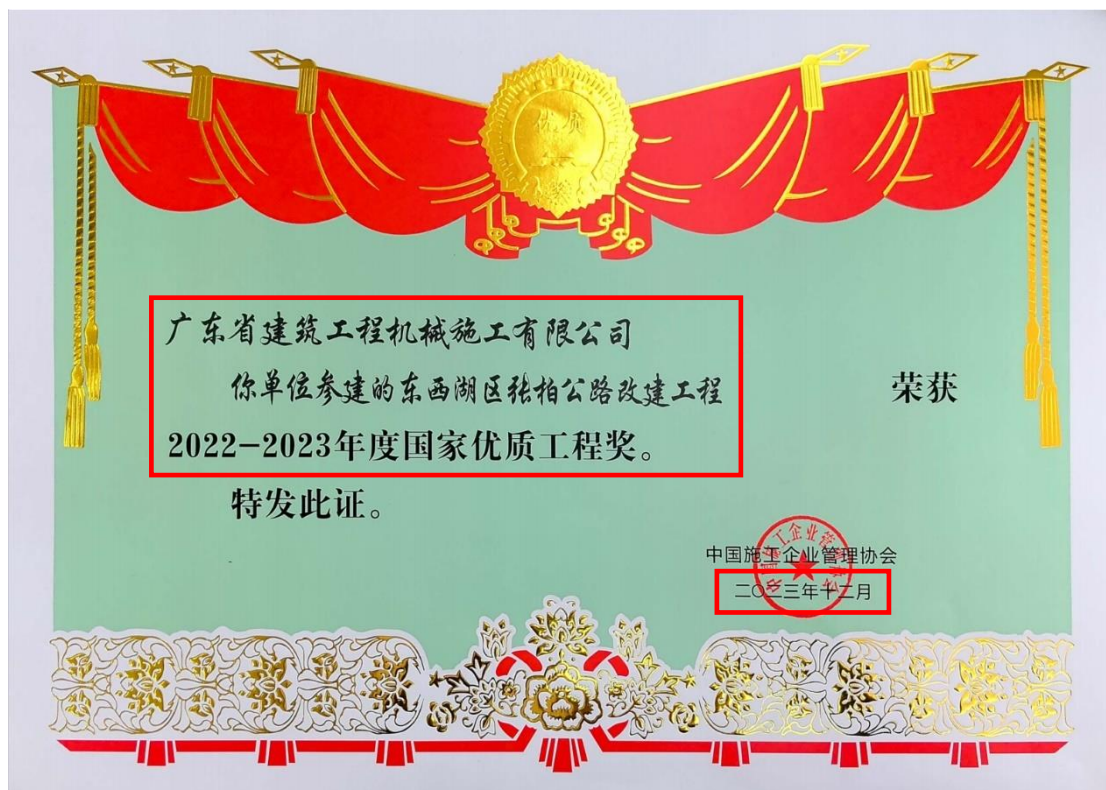 优质
广东省建筑工程机械施工有限公司
你单位参建的东西湖区张柏公路改建工程 荣获
2022-2023年度国家优质工程奖。
特发此证。
中国施工企业管理协会
二〇二三年十二月